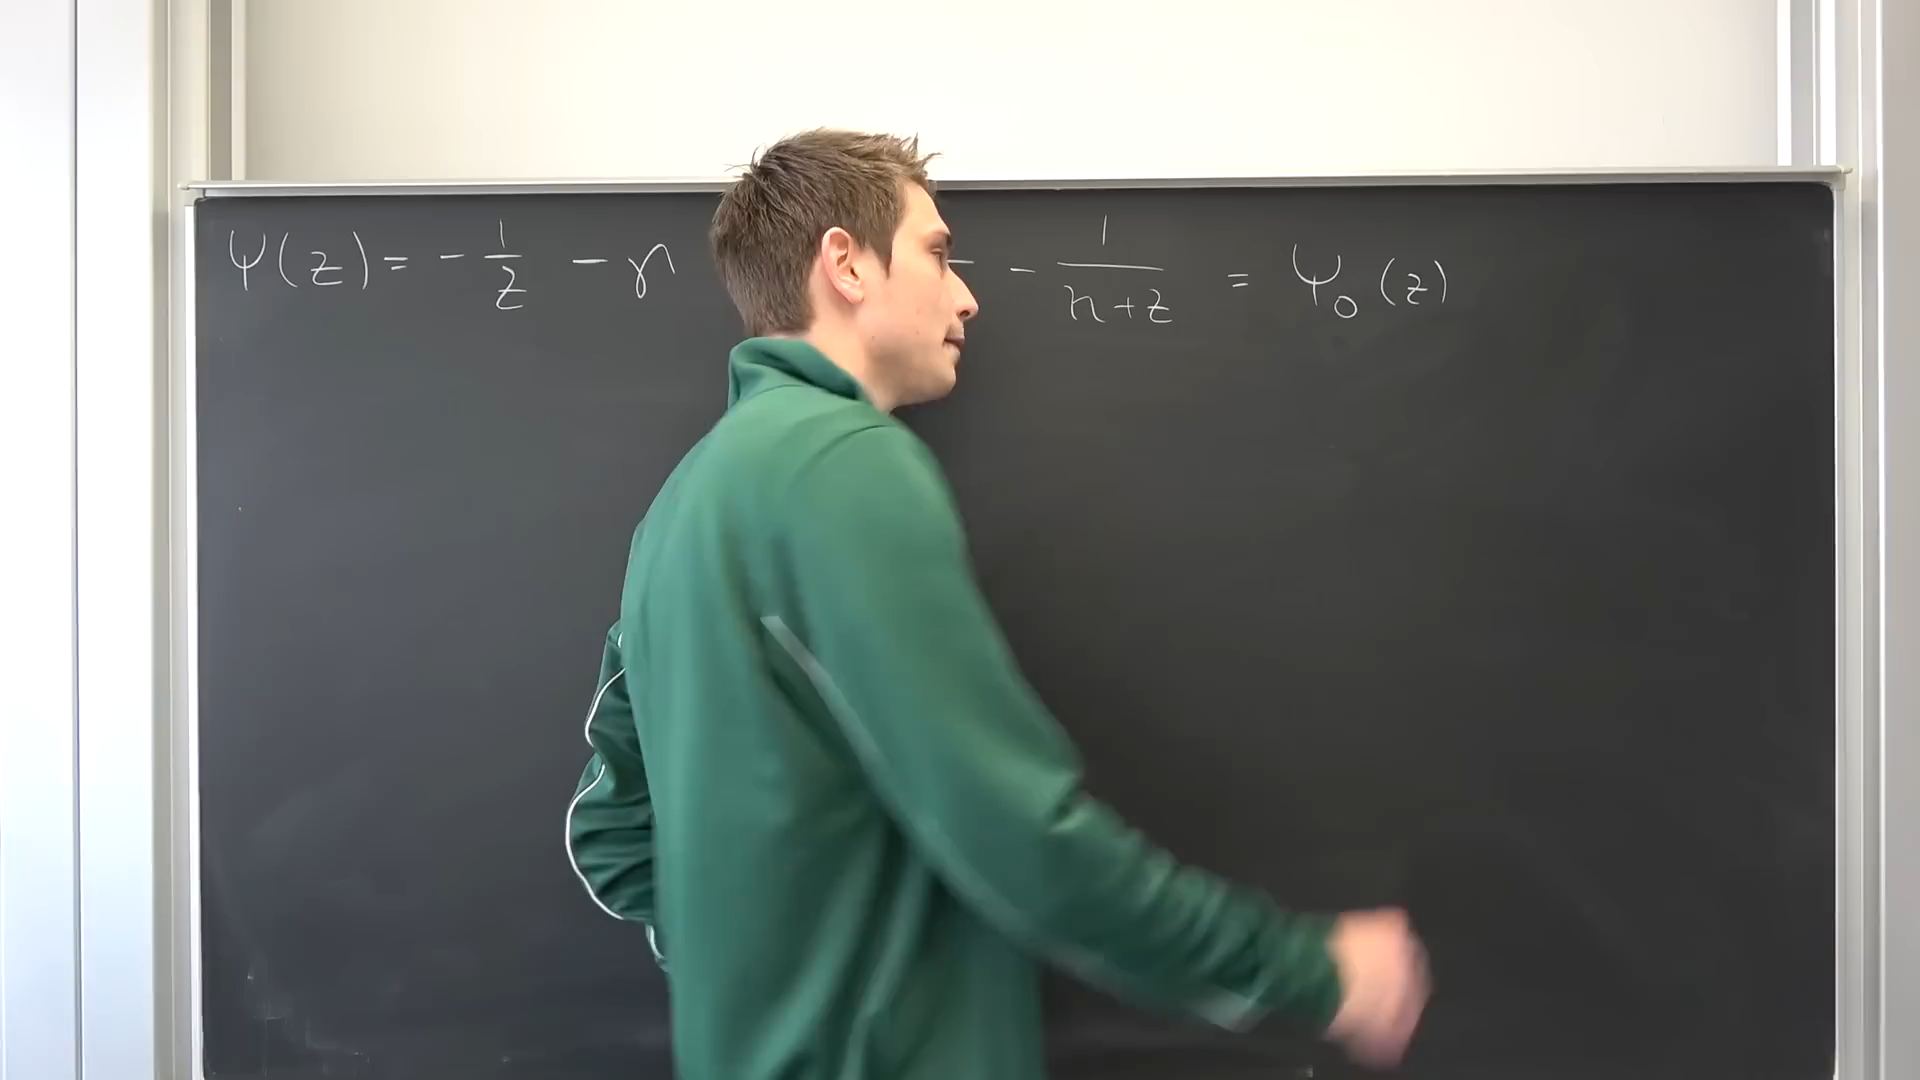 Ψ(z) = - 1/z - γ - 1/(n+z) = Ψ₀(z)